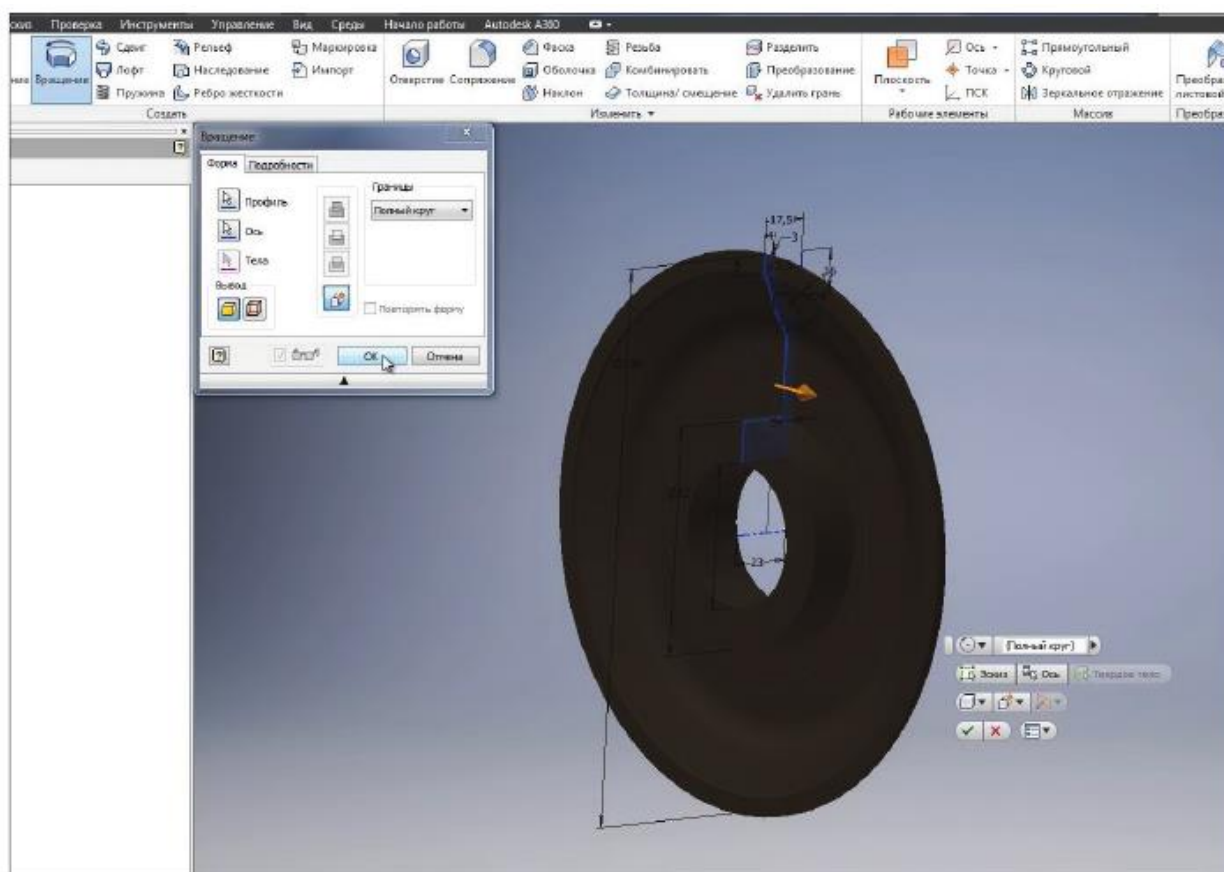 Проверка Инструменты Управление Вид Среды Начало работы Autodesk A360
Вращение Сдвиг Рельеф Маркировка Отверстие Сопряжение Фаска Резьба Разделить Плоскость Ось Прямоугольный
Лофт Наследование Импорт Оболочка Комбинировать Преобразование Точка Круговой
Пружина Ребро жесткости Наклон Толщина/ смещение Удалить грань ПСК Зеркальное отражение
Создать Изменить Рабочие элементы Массив
Вращение
Форма Подробности
Границы
Профиль
Полный круг
Ось
Тела
Вывод
Повторять форму
OK Отмена
17,5
3
23
(Полный круг)
Эскиз Ось Твердое тело